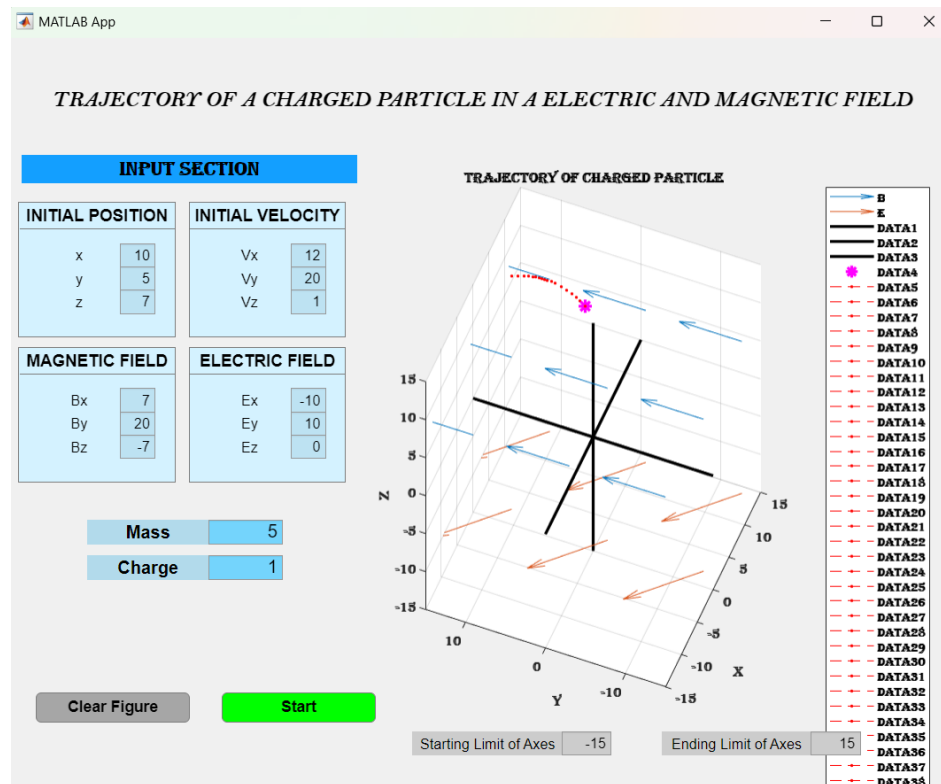 MATLAB App
TRAJECTORY OF A CHARGED PARTICLE IN A ELECTRIC AND MAGNETIC FIELD
INPUT SECTION
INITIAL POSITION
x 10
y 5
z 7
INITIAL VELOCITY
Vx 12
Vy 20
Vz 1
MAGNETIC FIELD
Bx 7
By 20
Bz -7
ELECTRIC FIELD
Ex -10
Ey 10
Ez 0
Mass 5
Charge 1
Clear Figure
Start
TRAJECTORY OF CHARGED PARTICLE
15
10
5
0
-5
-10
-15
Z
10
0
-10
Y
15
10
5
0
-5
-10
-15
X
Starting Limit of Axes -15
Ending Limit of Axes 15
B
E
DATA1
DATA2
DATA3
DATA4
DATA5
DATA6
DATA7
DATA8
DATA9
DATA10
DATA11
DATA12
DATA13
DATA14
DATA15
DATA16
DATA17
DATA18
DATA19
DATA20
DATA21
DATA22
DATA23
DATA24
DATA25
DATA26
DATA27
DATA28
DATA29
DATA30
DATA31
DATA32
DATA33
DATA34
DATA35
DATA36
DATA37
DATA38